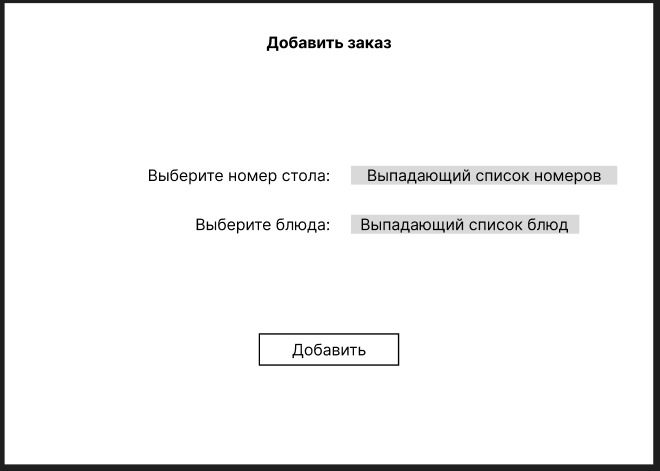 Добавить заказ
Выберите номер стола: Выпадающий список номеров
Выберите блюда: Выпадающий список блюд
Добавить